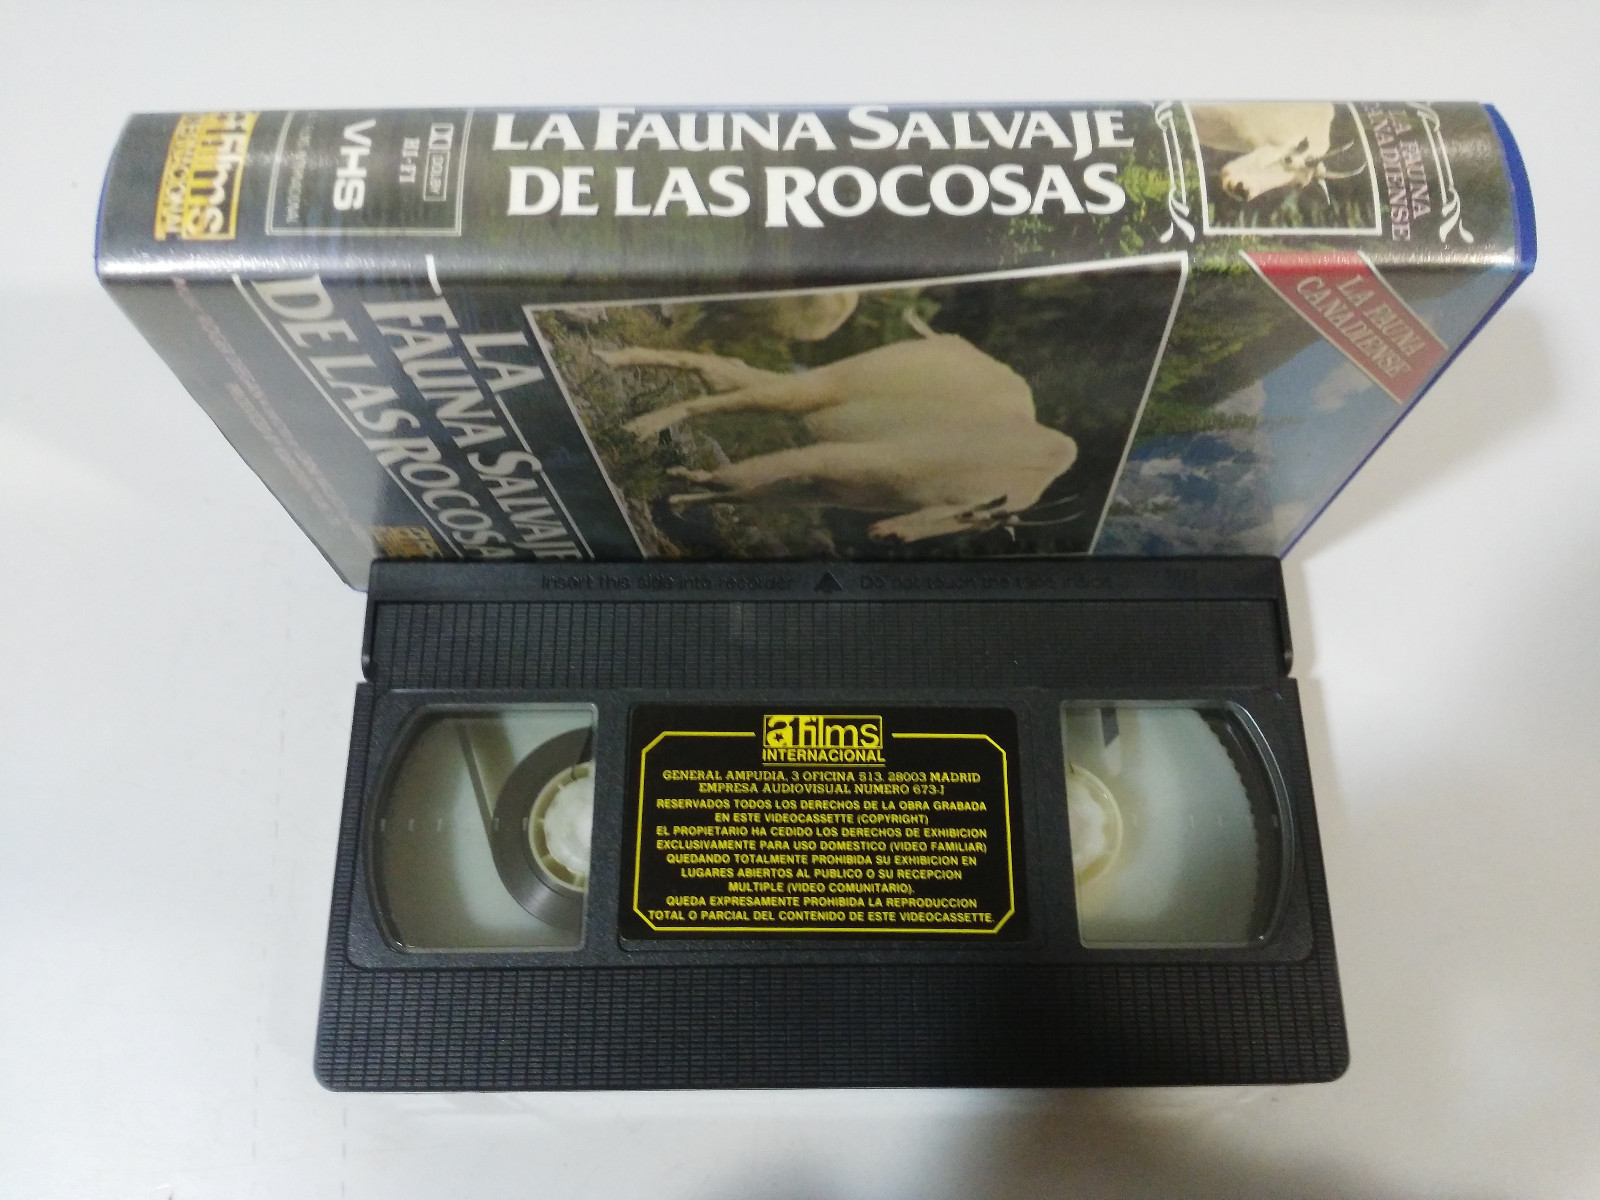 films
INTERNACIONAL
VHS
HI-FI
DOLBY
LA FAUNA SALVAJE
DE LAS ROCOSAS
LA FAUNA
CANADIENSE
LA
FAUNA SALVAJE
DE LAS ROCOSAS
LA FAUNA
CANADIENSE
Insert this side into recorder Do not touch the tape inside
a films
INTERNACIONAL
GENERAL AMPUDIA, 3 OFICINA 513. 28003 MADRID
EMPRESA AUDIOVISUAL NUMERO 673-I
RESERVADOS TODOS LOS DERECHOS DE LA OBRA GRABADA
EN ESTE VIDEOCASSETTE (COPYRIGHT)
EL PROPIETARIO HA CEDIDO LOS DERECHOS DE EXHIBICION
EXCLUSIVAMENTE PARA USO DOMESTICO (VIDEO FAMILIAR)
QUEDANDO TOTALMENTE PROHIBIDA SU EXHIBICION EN
LUGARES ABIERTOS AL PUBLICO O SU RECEPCION
MULTIPLE (VIDEO COMUNITARIO).
QUEDA EXPRESAMENTE PROHIBIDA LA REPRODUCCION
TOTAL O PARCIAL DEL CONTENIDO DE ESTE VIDEOCASSETTE.